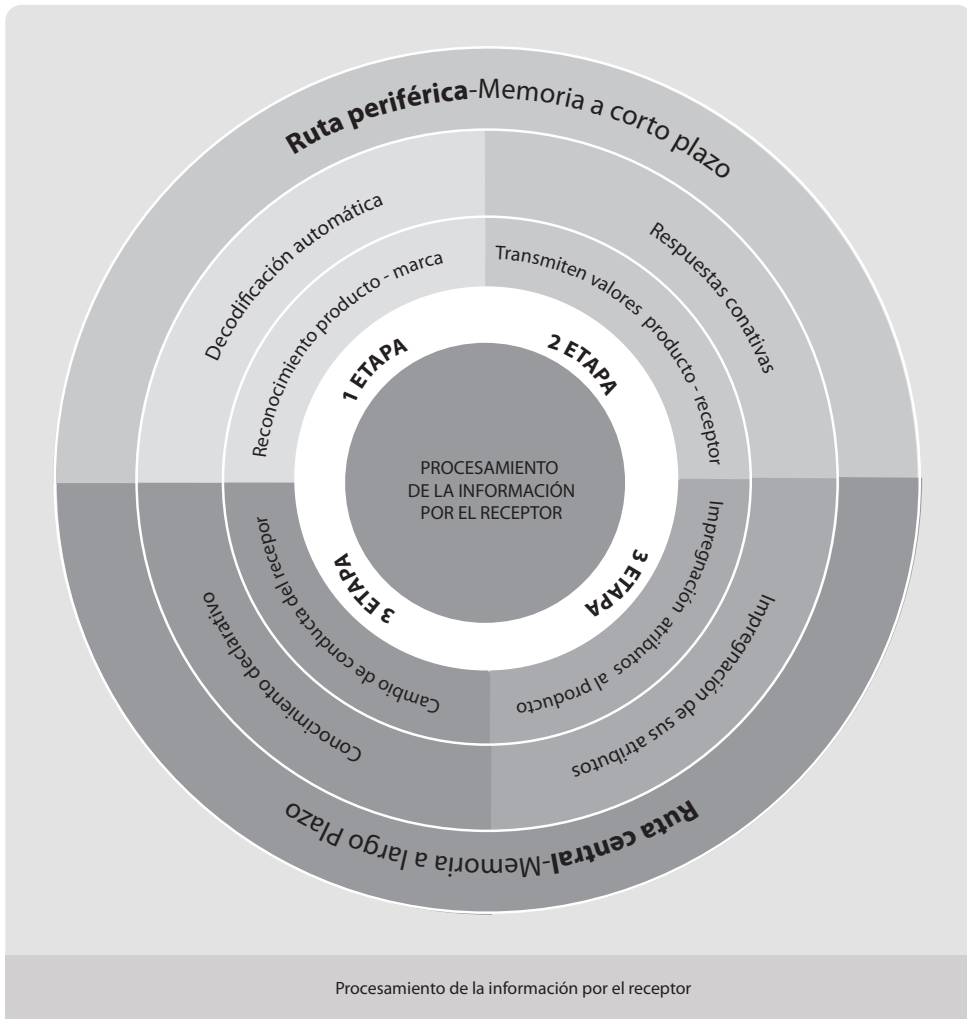 Ruta periférica-Memoria a corto plazo
Decodificación automática
Reconocimiento producto - marca
1 ETAPA
Respuestas conativas
Transmiten valores producto - receptor
2 ETAPA
PROCESAMIENTO
DE LA INFORMACIÓN
POR EL RECEPTOR
3 ETAPA
Impregnación atributos al producto
Impregnación de sus atributos
3 ETAPA
Cambio de conducta del recepor
Conocimiento declarativo
Ruta central-Memoria a largo Plazo
Procesamiento de la información por el receptor